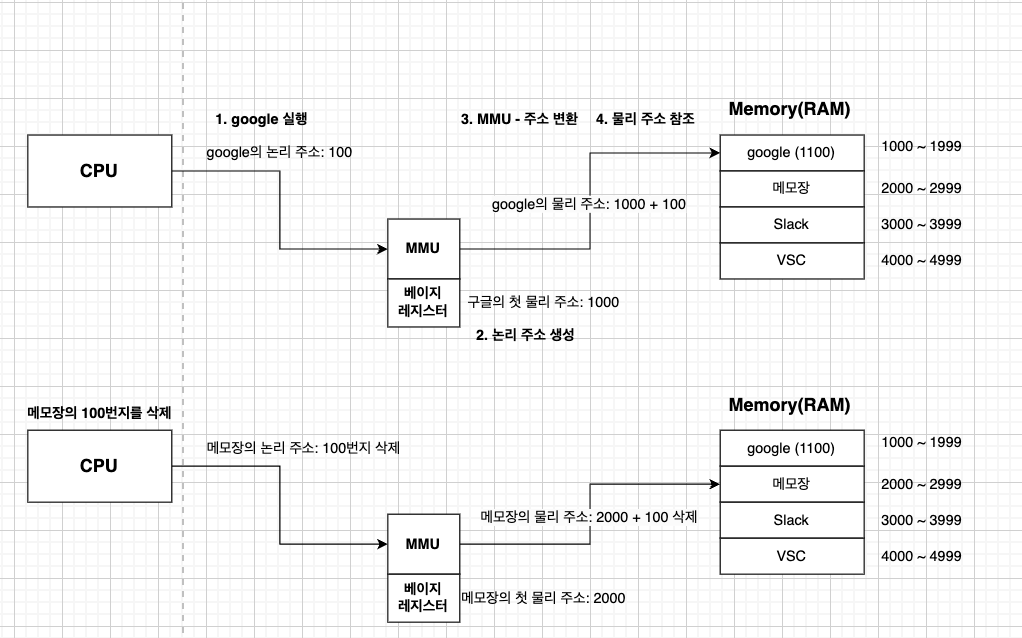 Memory(RAM)
1. google 실행
3. MMU - 주소 변환
4. 물리 주소 참조
google의 논리 주소: 100
CPU
google (1100)
1000 ~ 1999
메모장
2000 ~ 2999
google의 물리 주소: 1000 + 100
Slack
3000 ~ 3999
MMU
VSC
4000 ~ 4999
베이지
레지스터
구글의 첫 물리 주소: 1000
2. 논리 주소 생성
Memory(RAM)
메모장의 100번지를 삭제
CPU
메모장의 논리 주소: 100번지 삭제
google (1100)
1000 ~ 1999
메모장
2000 ~ 2999
메모장의 물리 주소: 2000 + 100 삭제
Slack
3000 ~ 3999
MMU
VSC
4000 ~ 4999
베이지
레지스터
메모장의 첫 물리 주소: 2000